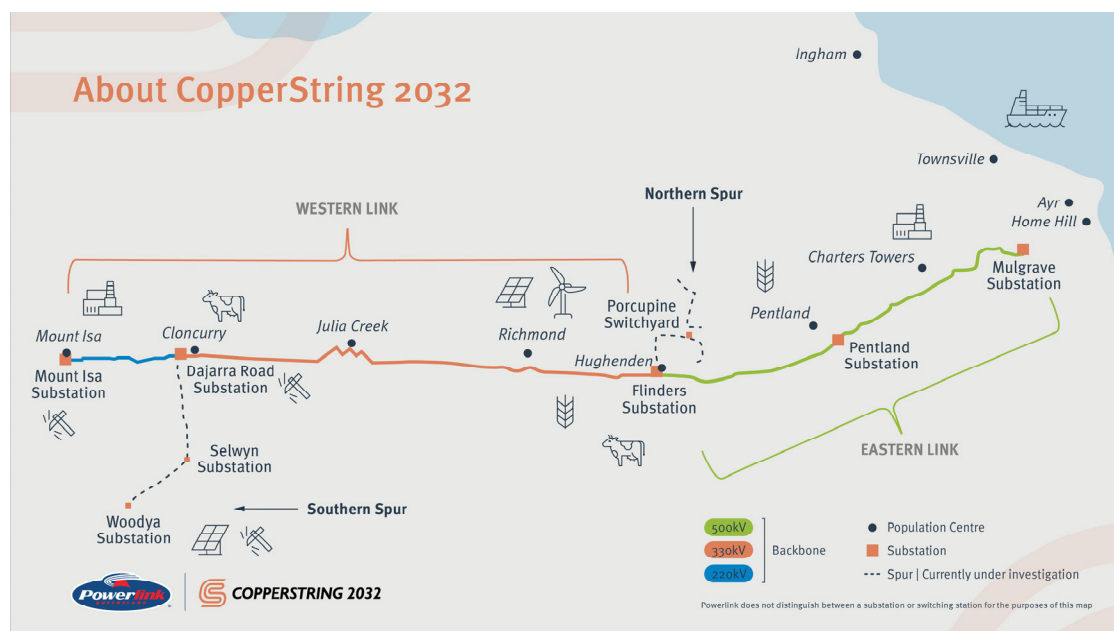 About CopperString 2032
Ingham
Townsville
Ayr
Home Hill
Northern Spur
WESTERN LINK
Charters Towers
Mulgrave
Substation
Porcupine
Switchyard
Pentland
Mount Isa
Cloncurry
Julia Creek
Richmond
Hughenden
Pentland
Substation
Mount Isa
Substation
Dajarra Road
Substation
Flinders
Substation
EASTERN LINK
Selwyn
Substation
Woodya
Substation
Southern Spur
500kV
330kV
220kV
Backbone
Population Centre
Substation
Spur | Currently under investigation
Powerlink
QUEENSLAND
COPPERSTRING 2032
Powerlink does not distinguish between a substation or switching station for the purposes of this map